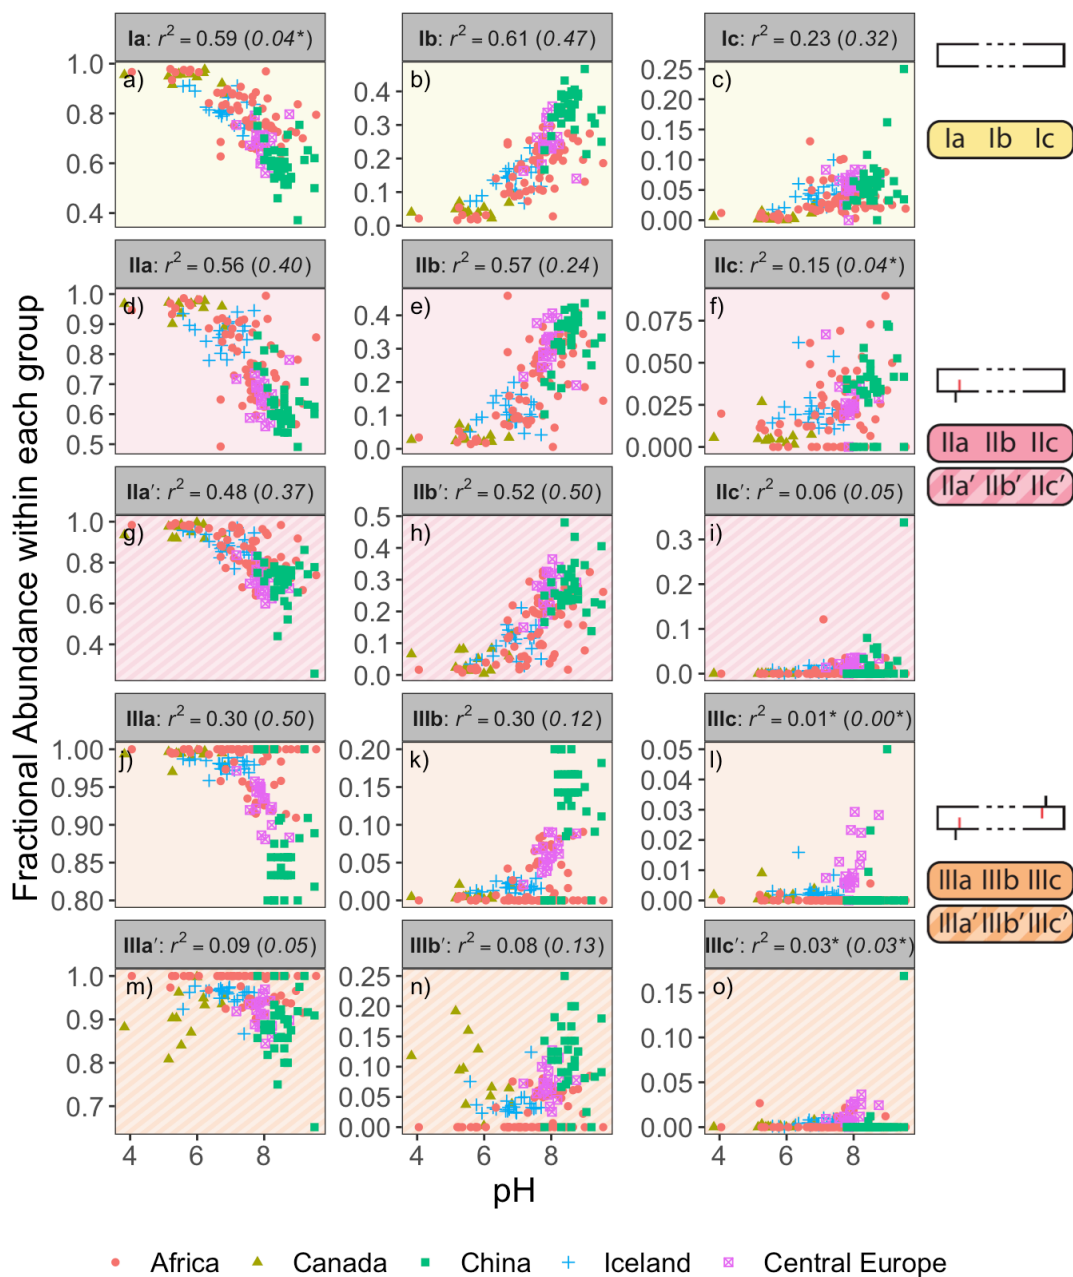 Ia: r² = 0.59 (0.04*)
Ib: r² = 0.61 (0.47)
Ic: r² = 0.23 (0.32)
a)
1.0
0.8
0.6
0.4
b)
0.4
0.3
0.2
0.1
0.0
c)
0.25
0.20
0.15
0.10
0.05
0.00
Ia Ib Ic
IIa: r² = 0.56 (0.40)
IIb: r² = 0.57 (0.24)
IIc: r² = 0.15 (0.04*)
d)
1.0
0.9
0.8
0.7
0.6
0.5
e)
0.4
0.3
0.2
0.1
0.0
f)
0.075
0.050
0.025
0.000
IIa IIb IIc
IIa′ IIb′ IIc′
IIa′: r² = 0.48 (0.37)
IIb′: r² = 0.52 (0.50)
IIc′: r² = 0.06 (0.05)
g)
1.0
0.8
0.6
0.4
h)
0.5
0.4
0.3
0.2
0.1
0.0
i)
0.3
0.2
0.1
0.0
IIIa: r² = 0.30 (0.50)
IIIb: r² = 0.30 (0.12)
IIIc: r² = 0.01* (0.00*)
j)
1.00
0.95
0.90
0.85
0.80
k)
0.20
0.15
0.10
0.05
0.00
l)
0.05
0.04
0.03
0.02
0.01
0.00
IIIa IIIb IIIc
IIIa′ IIIb′ IIIc′
IIIa′: r² = 0.09 (0.05)
IIIb′: r² = 0.08 (0.13)
IIIc′: r² = 0.03* (0.03*)
m)
1.0
0.9
0.8
0.7
n)
0.25
0.20
0.15
0.10
0.05
0.00
o)
0.15
0.10
0.05
0.00
4 6 8
4 6 8
4 6 8
Fractional Abundance within each group
pH
Africa Canada China Iceland Central Europe